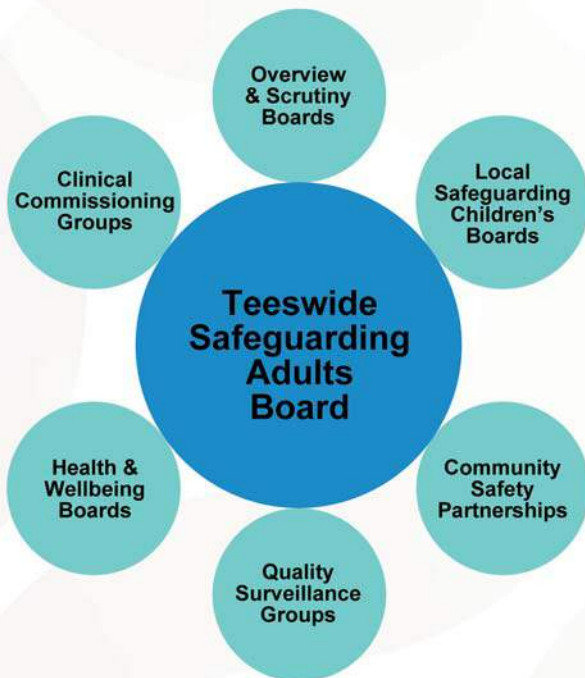 Overview
& Scrutiny
Boards
Clinical
Commissioning
Groups
Local
Safeguarding
Children's
Boards
Teeswide
Safeguarding
Adults
Board
Health &
Wellbeing
Boards
Community
Safety
Partnerships
Quality
Surveillance
Groups